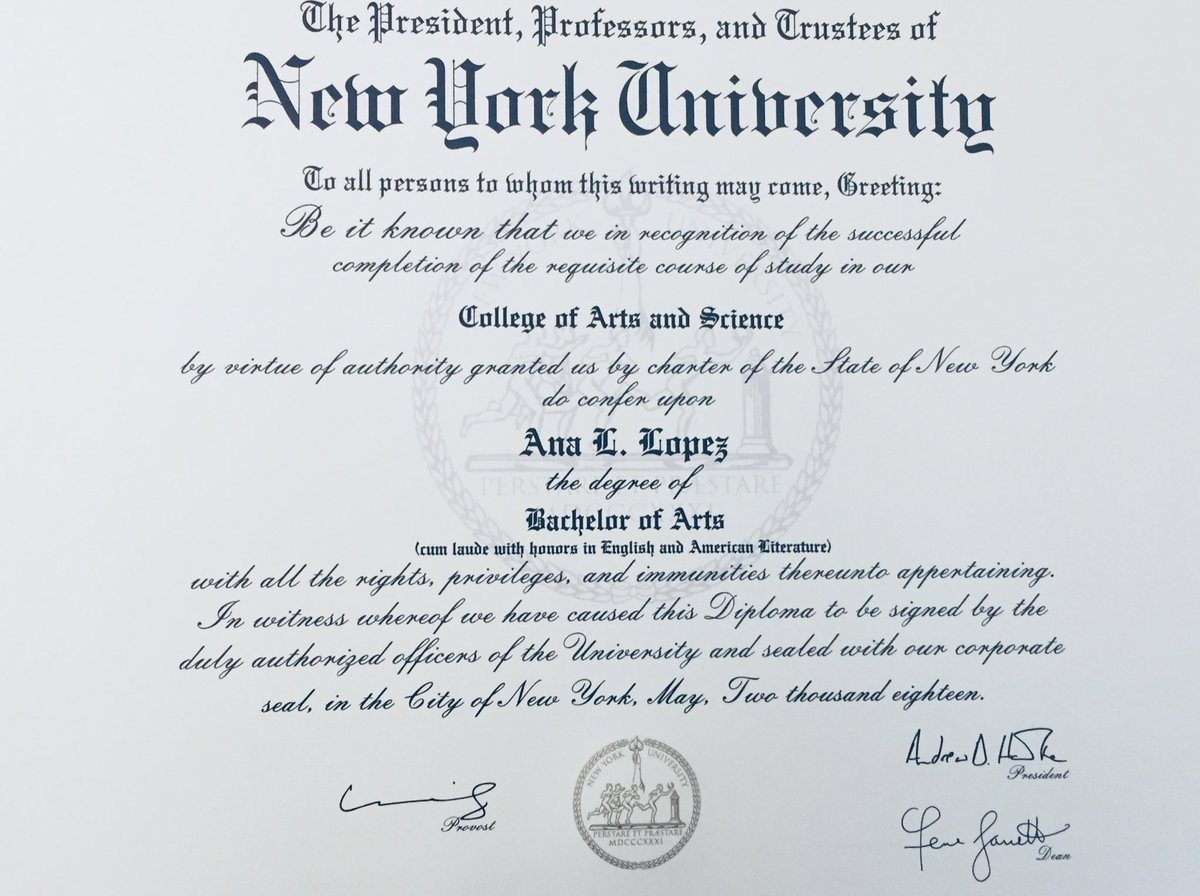 The President, Professors, and Trustees of
New York University
To all persons to whom this writing may come, Greeting:
Be it known that we in recognition of the successful
completion of the requisite course of study in our
College of Arts and Science
by virtue of authority granted us by charter of the State of New York
do confer upon
Ana L. Lopez
the degree of
Bachelor of Arts
(cum laude with honors in English and American Literature)
with all the rights, privileges, and immunities thereunto appertaining.
In witness whereof we have caused this Diploma to be signed by the
duly authorized officers of the University and sealed with our corporate
seal, in the City of New York, May, Two thousand eighteen.
Provost
NEW YORK UNIVERSITY
PERSTARE ET PRÆSTARE
MDCCCXXXI
Andrew D.
President
Dean